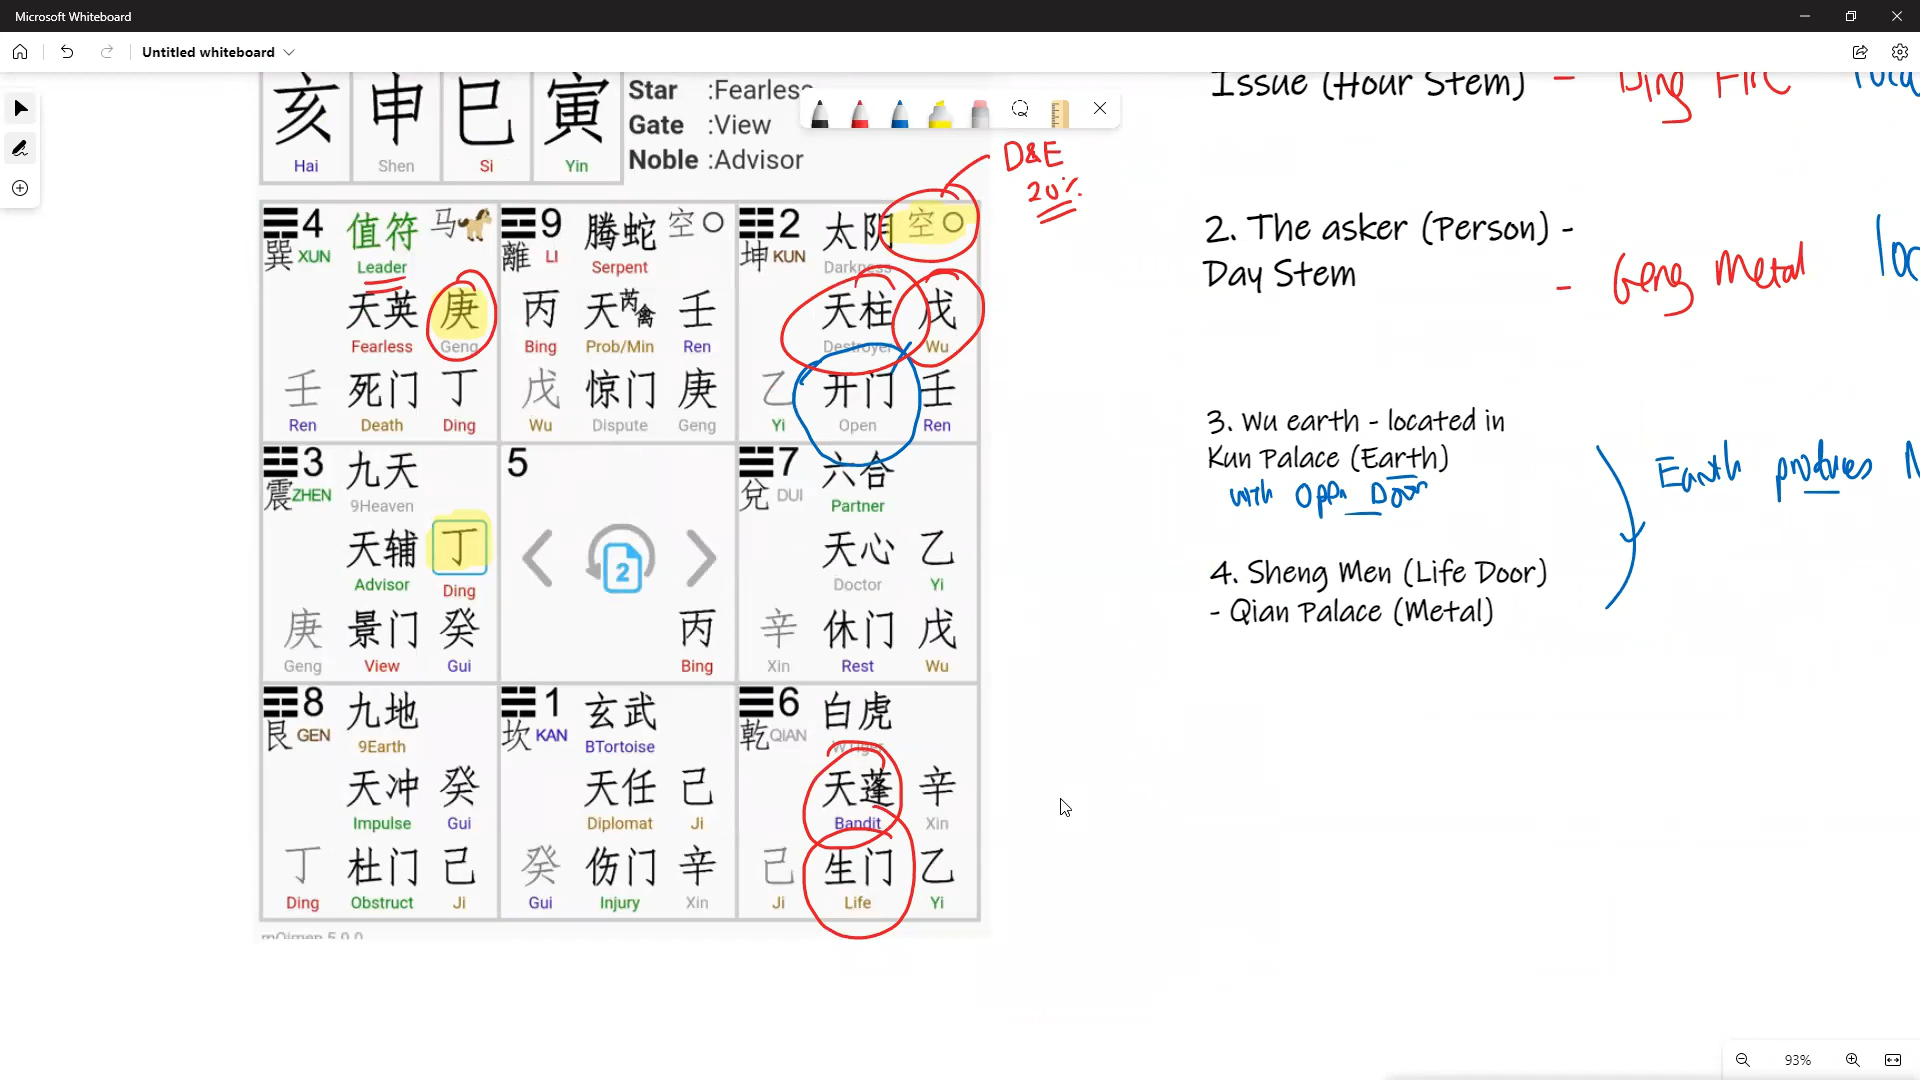 Microsoft Whiteboard
Untitled whiteboard
亥 申 巳 寅
Hai Shen Si Yin
Star :Fearless
Gate :View
Noble :Advisor
D&E
20%
4 值符 马
巽 XUN Leader
天英 庚
Fearless Geng
壬 死门 丁
Ren Death Ding
9 腾蛇 空
離 LI Serpent
丙 天芮禽 壬
Bing Prob/Min Ren
戊 惊门 庚
Wu Dispute Geng
2 太阴 空
坤 KUN Darkness
天柱 戊
Destroyer Wu
乙 开门 壬
Yi Open Ren
3 九天
震 ZHEN 9Heaven
天辅 丁
Advisor Ding
庚 景门 癸
Geng View Gui
5
2
丙
Bing
7 六合
兌 DUI Partner
天心 乙
Doctor Yi
辛 休门 戊
Xin Rest Wu
8 九地
艮 GEN 9Earth
天冲 癸
Impulse Gui
丁 杜门 己
Ding Obstruct Ji
1 玄武
坎 KAN BTortoise
天任 己
Diplomat Ji
癸 伤门 辛
Gui Injury Xin
6 白虎
乾 QIAN WTiger
天蓬 辛
Bandit Xin
己 生门 乙
Ji Life Yi
Issue (Hour Stem) - Ding Fire
2. The asker (Person) -
Day Stem
- Geng Metal
3. Wu earth - located in
Kun Palace (Earth)
with Open Door
Earth produces
4. Sheng Men (Life Door)
- Qian Palace (Metal)
93%